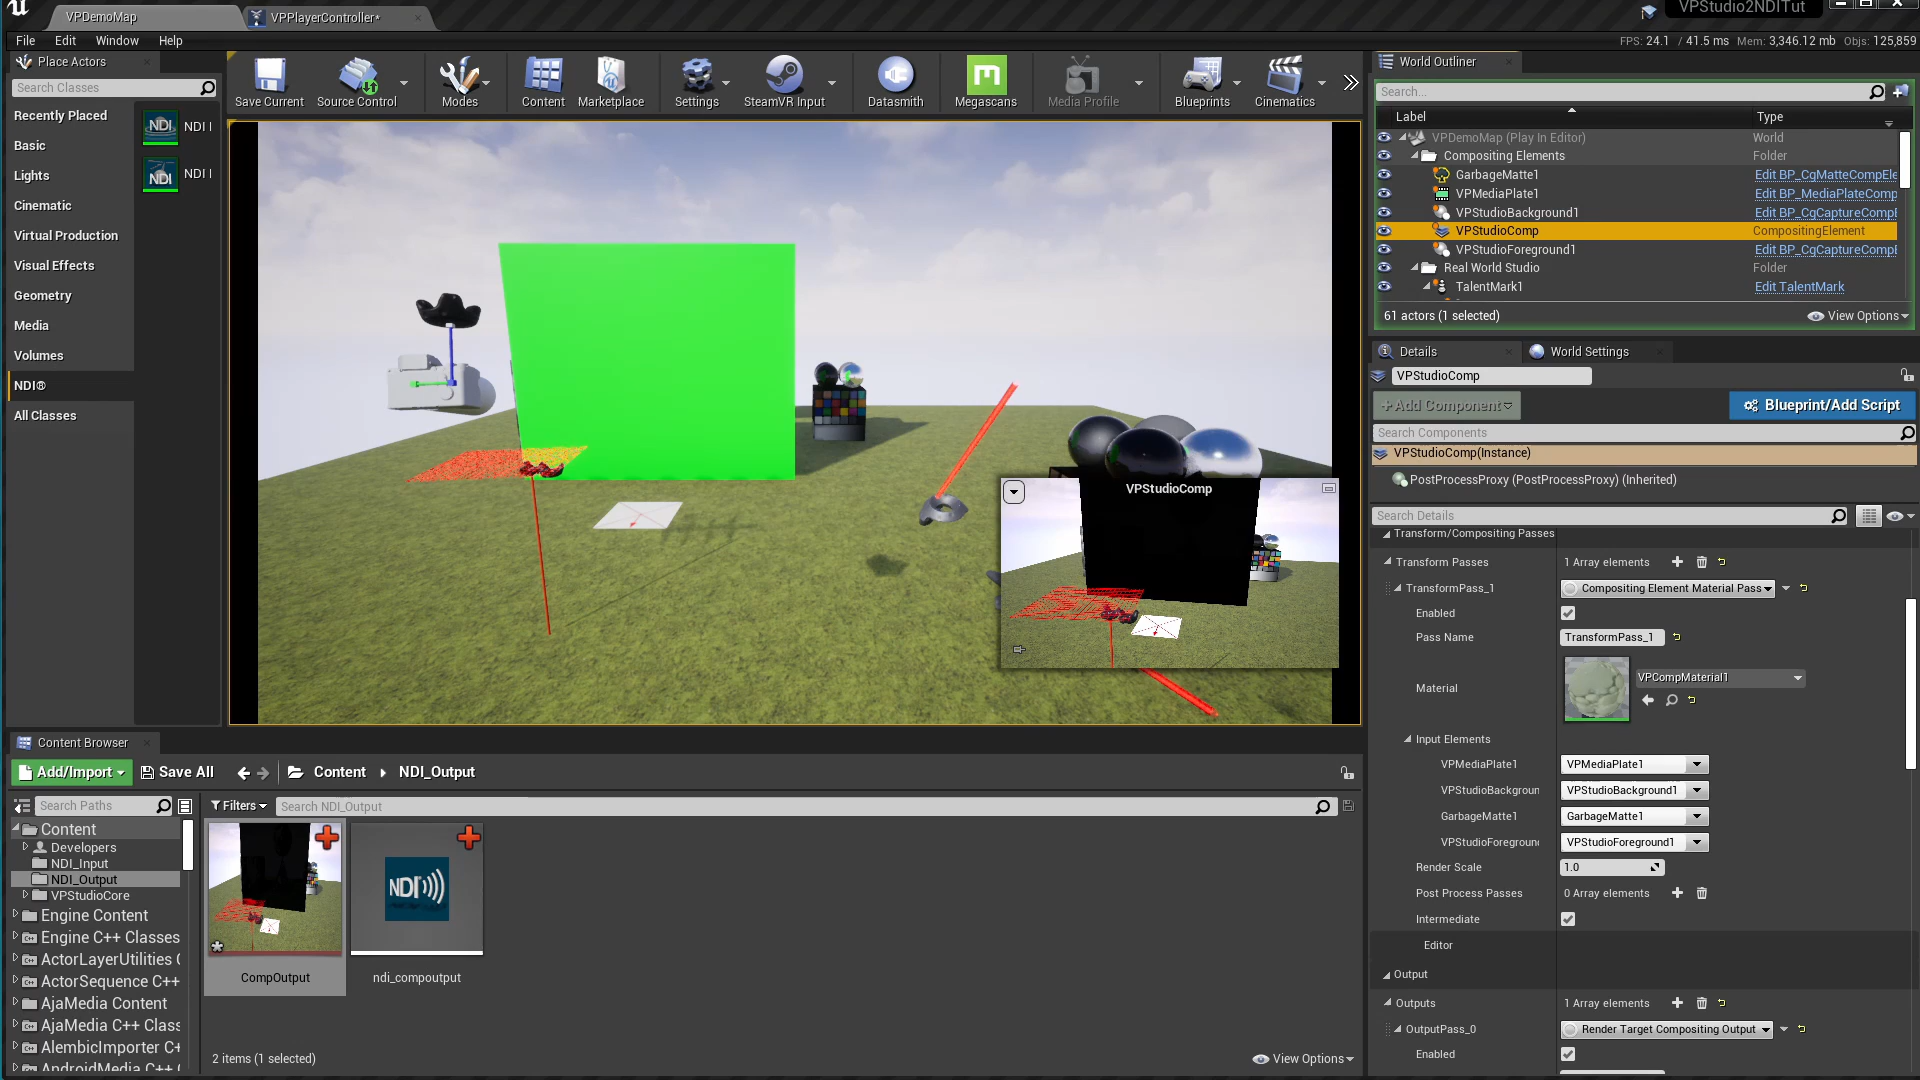 VPDemoMap
VPPlayerController*
VPStudio2NDITut
File Edit Window Help
FPS: 24.1 / 41.5 ms Mem: 3,346.12 mb Objs: 125,859
Place Actors
Search Classes
Recently Placed
Basic
Lights
Cinematic
Virtual Production
Visual Effects
Geometry
Media
Volumes
NDI®
All Classes
NDI NDI I
NDI NDI I
Save Current
Source Control
Modes
Content
Marketplace
Settings
SteamVR Input
Datasmith
Megascans
Media Profile
Blueprints
Cinematics
VPStudioComp
World Outliner
Search...
Label Type
VPDemoMap (Play In Editor) World
Compositing Elements Folder
GarbageMatte1 Edit BP_CgMatteCompEle
VPMediaPlate1 Edit BP_MediaPlateComp
VPStudioBackground1 Edit BP_CgCaptureCompE
VPStudioComp CompositingElement
VPStudioForeground1 Edit BP_CgCaptureCompE
Real World Studio Folder
TalentMark1 Edit TalentMark
61 actors (1 selected) View Options
Details
World Settings
VPStudioComp
+Add Component
Blueprint/Add Script
Search Components
VPStudioComp(Instance)
PostProcessProxy (PostProcessProxy) (Inherited)
Search Details
Transform/Compositing Passes
Transform Passes 1 Array elements
TransformPass_1 Compositing Element Material Pass
Enabled
Pass Name TransformPass_1
Material VPCompMaterial1
Input Elements
VPMediaPlate1 VPMediaPlate1
VPStudioBackgroun VPStudioBackground1
GarbageMatte1 GarbageMatte1
VPStudioForegroun VPStudioForeground1
Render Scale 1.0
Post Process Passes 0 Array elements
Intermediate
Editor
Output
Outputs 1 Array elements
OutputPass_0 Render Target Compositing Output
Enabled
Content Browser
Add/Import Save All Content NDI_Output
Search Paths
Filters
Search NDI_Output
Content
Developers
NDI_Input
NDI_Output
VPStudioCore
Engine Content
Engine C++ Classes
ActorLayerUtilities (
ActorSequence C++
AjaMedia Content
AjaMedia C++ Class
AlembicImporter C+
AndroidMedia C++ C
NDI
CompOutput
ndi_compoutput
2 items (1 selected)
View Options